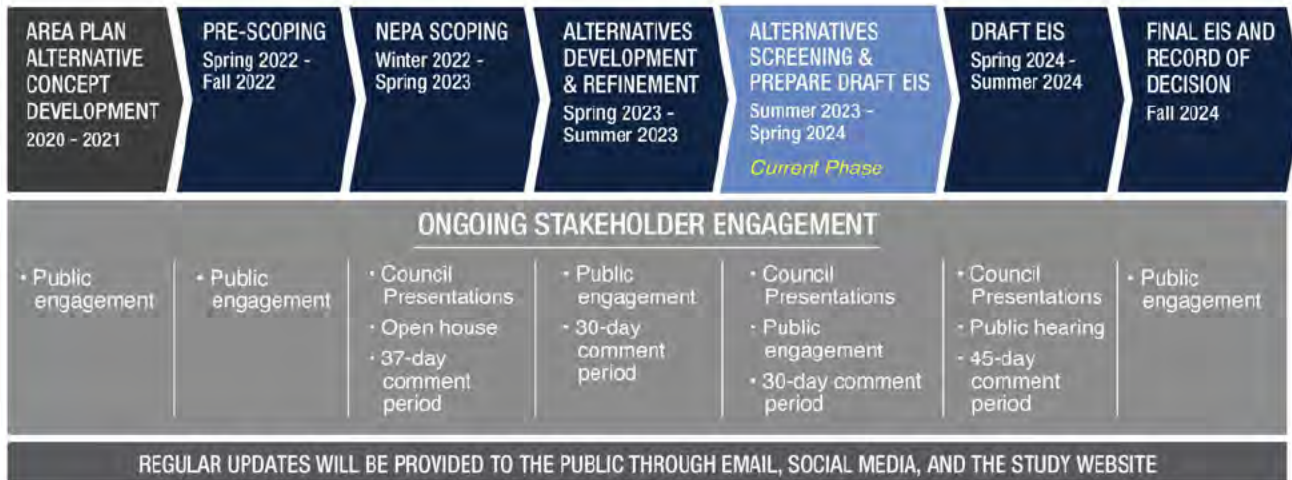 AREA PLAN
ALTERNATIVE
CONCEPT
DEVELOPMENT
2020 - 2021
PRE-SCOPING
Spring 2022 -
Fall 2022
NEPA SCOPING
Winter 2022 -
Spring 2023
ALTERNATIVES
DEVELOPMENT
& REFINEMENT
Spring 2023 -
Summer 2023
ALTERNATIVES
SCREENING &
PREPARE DRAFT EIS
Summer 2023 -
Spring 2024
Current Phase
DRAFT EIS
Spring 2024 -
Summer 2024
FINAL EIS AND
RECORD OF
DECISION
Fall 2024
ONGOING STAKEHOLDER ENGAGEMENT
• Public
engagement
• Public
engagement
• Council
Presentations
• Open house
• 37-day
comment
period
• Public
engagement
• 30-day
comment
period
• Council
Presentations
• Public
engagement
• 30-day comment
period
• Council
Presentations
• Public hearing
• 45-day
comment
period
• Public
engagement
REGULAR UPDATES WILL BE PROVIDED TO THE PUBLIC THROUGH EMAIL, SOCIAL MEDIA, AND THE STUDY WEBSITE